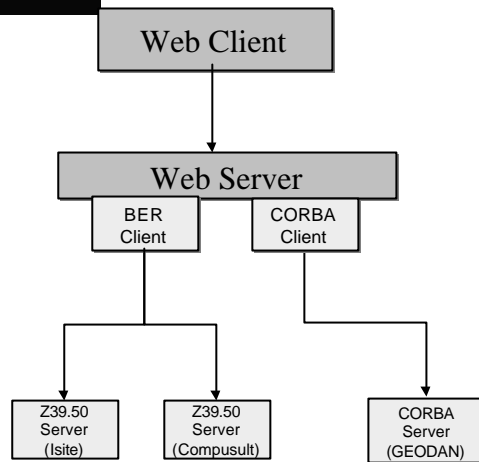 Web Client
Web Server
BER
Client
CORBA
Client
Z39.50
Server
(Isite)
Z39.50
Server
(Compusult)
CORBA
Server
(GEODAN)